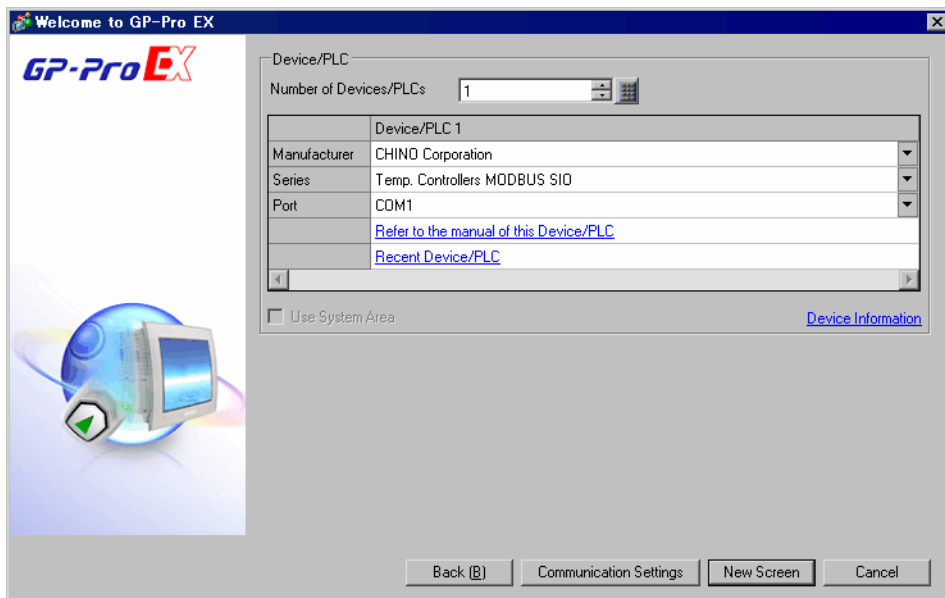 Welcome to GP-Pro EX
GP-Pro EX
Device/PLC
Number of Devices/PLCs 1
Device/PLC 1
Manufacturer CHINO Corporation
Series Temp. Controllers MODBUS SIO
Port COM1
Refer to the manual of this Device/PLC
Recent Device/PLC
Use System Area Device Information
Back (B) Communication Settings New Screen Cancel